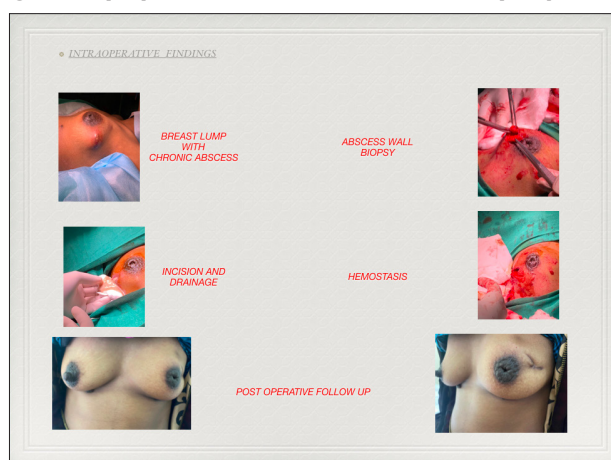 INTRAOPERATIVE FINDINGS
BREAST LUMP
WITH
CHRONIC ABSCESS
ABSCESS WALL
BIOPSY
INCISION AND
DRAINAGE
HEMOSTASIS
POST OPERATIVE FOLLOW UP